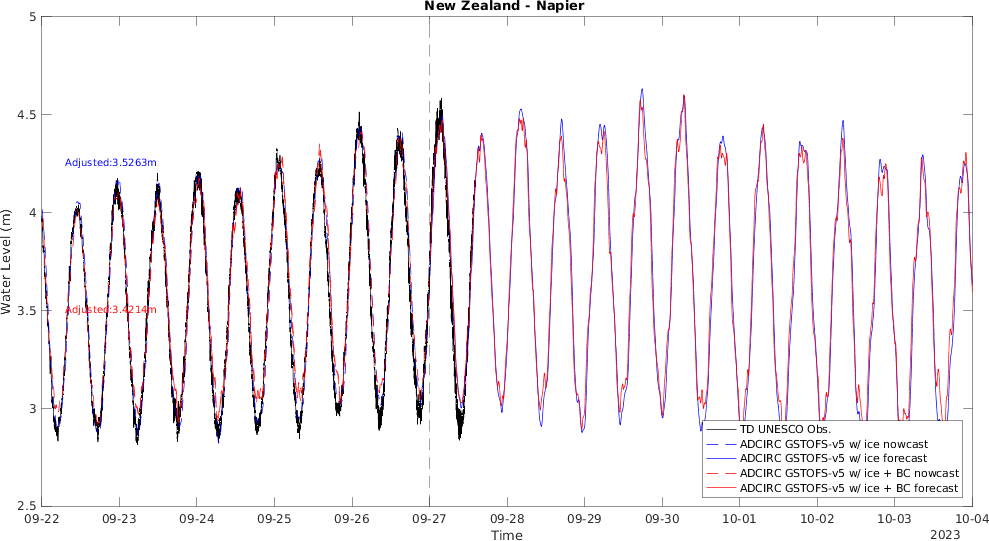 New Zealand - Napier
5
4.5
4
3.5
3
2.5
Water Level (m)
Adjusted:3.5263m
Adjusted:3.4214m
TD UNESCO Obs.
ADCIRC GSTOFS-v5 w/ ice nowcast
ADCIRC GSTOFS-v5 w/ ice forecast
ADCIRC GSTOFS-v5 w/ ice + BC nowcast
ADCIRC GSTOFS-v5 w/ ice + BC forecast
09-22 09-23 09-24 09-25 09-26 09-27 09-28 09-29 09-30 10-01 10-02 10-03 10-04
Time
2023